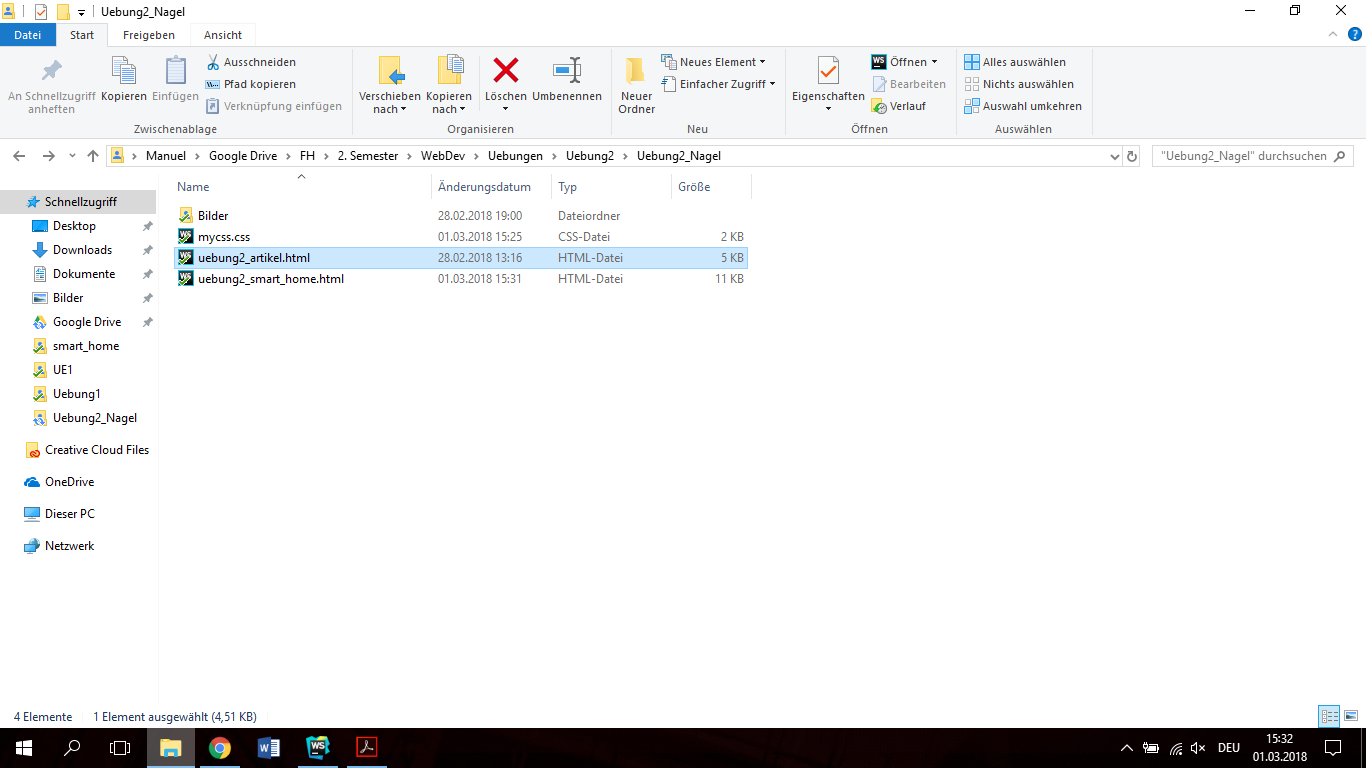 Uebung2_Nagel
Datei Start Freigeben Ansicht
An Schnellzugriff anheften
Kopieren
Einfügen
Ausschneiden
Pfad kopieren
Verknüpfung einfügen
Zwischenablage
Verschieben nach
Kopieren nach
Löschen
Umbenennen
Organisieren
Neuer Ordner
Neues Element
Einfacher Zugriff
Neu
Eigenschaften
Öffnen
Bearbeiten
Verlauf
Öffnen
Alles auswählen
Nichts auswählen
Auswahl umkehren
Auswählen
Manuel Google Drive FH 2. Semester WebDev Uebungen Uebung2 Uebung2_Nagel
"Uebung2_Nagel" durchsuchen
Schnellzugriff
Desktop
Downloads
Dokumente
Bilder
Google Drive
smart_home
UE1
Uebung1
Uebung2_Nagel
Creative Cloud Files
OneDrive
Dieser PC
Netzwerk
Name Änderungsdatum Typ Größe
Bilder 28.02.2018 19:00 Dateiordner
mycss.css 01.03.2018 15:25 CSS-Datei 2 KB
uebung2_artikel.html 28.02.2018 13:16 HTML-Datei 5 KB
uebung2_smart_home.html 01.03.2018 15:31 HTML-Datei 11 KB
4 Elemente 1 Element ausgewählt (4,51 KB)
DEU
15:32
01.03.2018